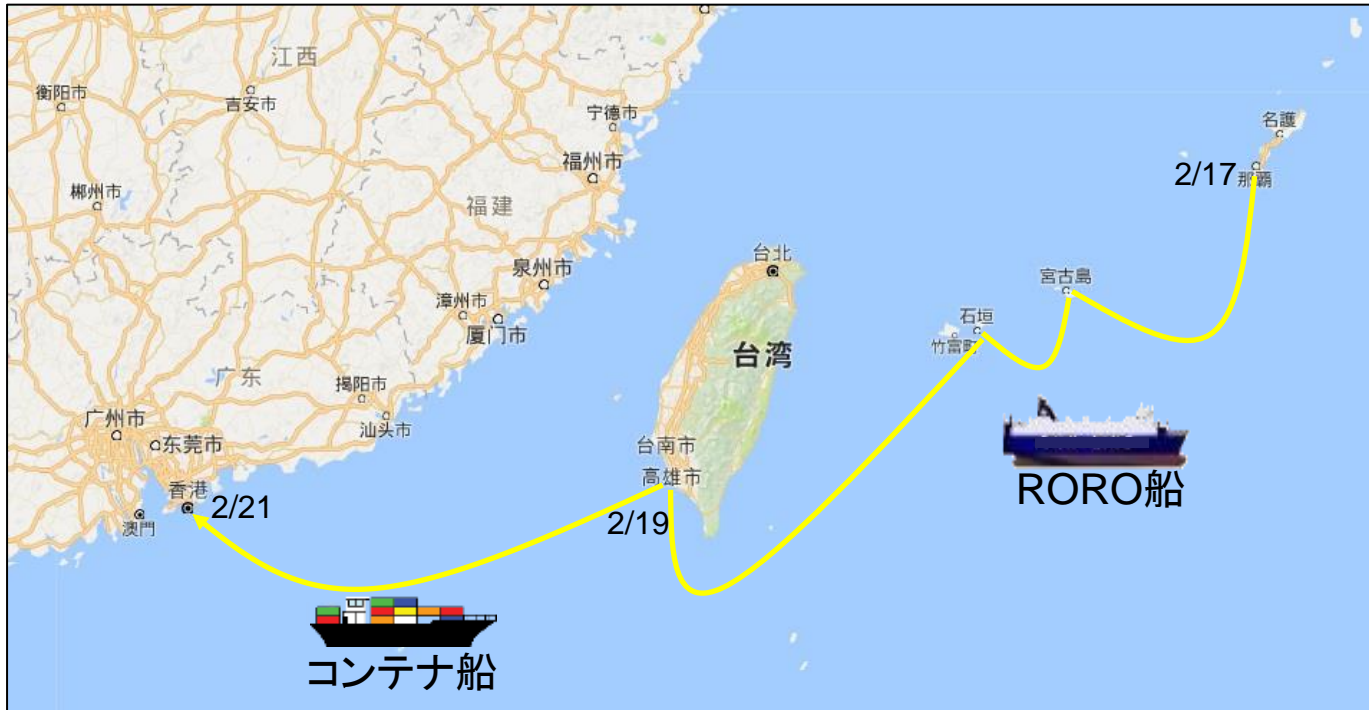 江西
衡阳市
吉安市
宁德市
名護
福州市
2/17
那覇
郴州市
福建
台北
泉州市
宮古島
漳州市
石垣
厦门市
竹富町
台湾
广东
揭阳市
广州市
汕头市
东莞市
台南市
高雄市
香港
2/21
RORO船
澳門
2/19
コンテナ船